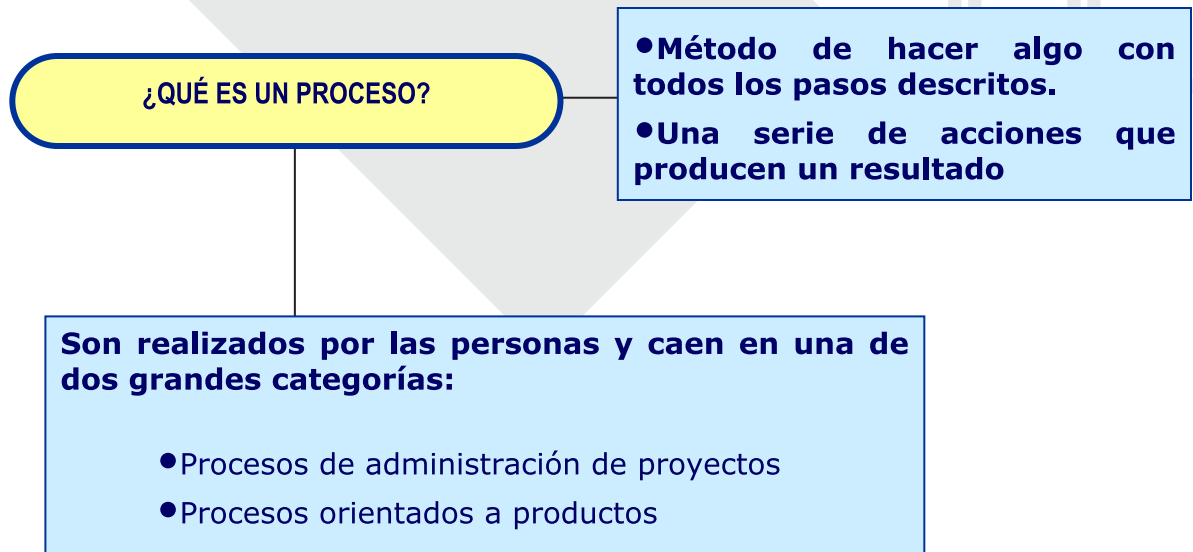 ¿QUÉ ES UN PROCESO?
●Método de hacer algo con
todos los pasos descritos.
●Una serie de acciones que
producen un resultado
Son realizados por las personas y caen en una de
dos grandes categorías:
●Procesos de administración de proyectos
●Procesos orientados a productos